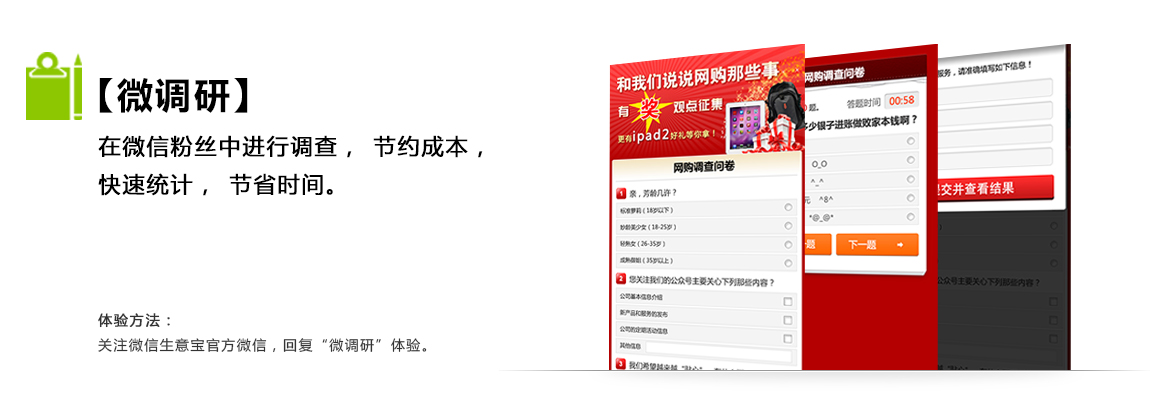 【微调研】
在微信粉丝中进行调查， 节约成本，
快速统计， 节省时间。
体验方法：
关注微信生意宝官方微信，回复“微调研”体验。
和我们说说网购那些事
有 奖 观点征集
更有ipad2好礼等你拿！
网购调查问卷
1 亲，芳龄几许？
标准萝莉（18岁以下）
妙龄美少女（18-25岁）
轻熟女（26-35岁）
成熟御姐（35岁以上）
2 您关注我们的公众号主要关心下列那些内容？
公司基本信息介绍
新产品和服务的发布
公司的定期活动信息
其他信息
3 我们希望越来越“贴心”，
网购调查问卷
题。 答题时间 00:58
少银子进账做败家本钱啊？
O_O
^_^
元 ^8^
*@_@*
题 下一题
服务，请准确填写如下信息！
交并查看结果
公众号主要关心下列那些内容？